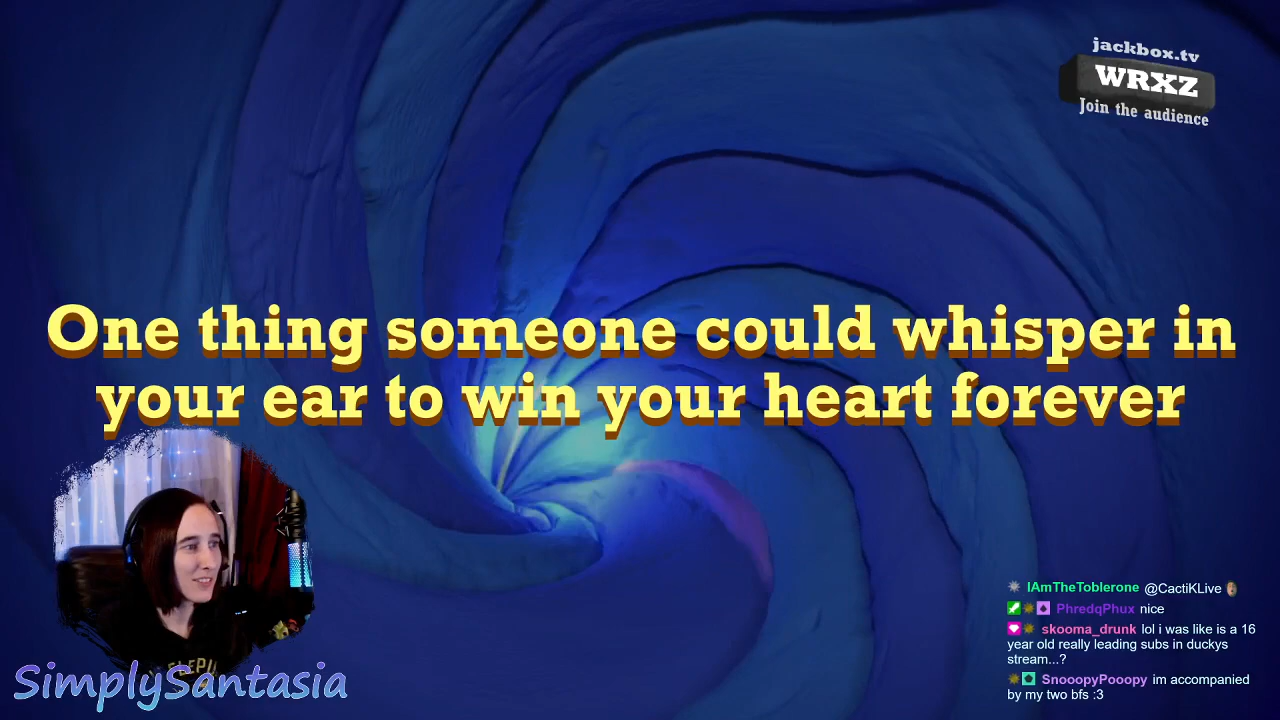 jackbox.tv
WRXZ
Join the audience
One thing someone could whisper in
your ear to win your heart forever
SimplySantasia
IAmTheToblerone @CactiKLive
PhredqPhux nice
skooma_drunk lol i was like is a 16
year old really leading subs in duckys
stream...?
SnooopyPooopy im accompanied
by my two bfs :3